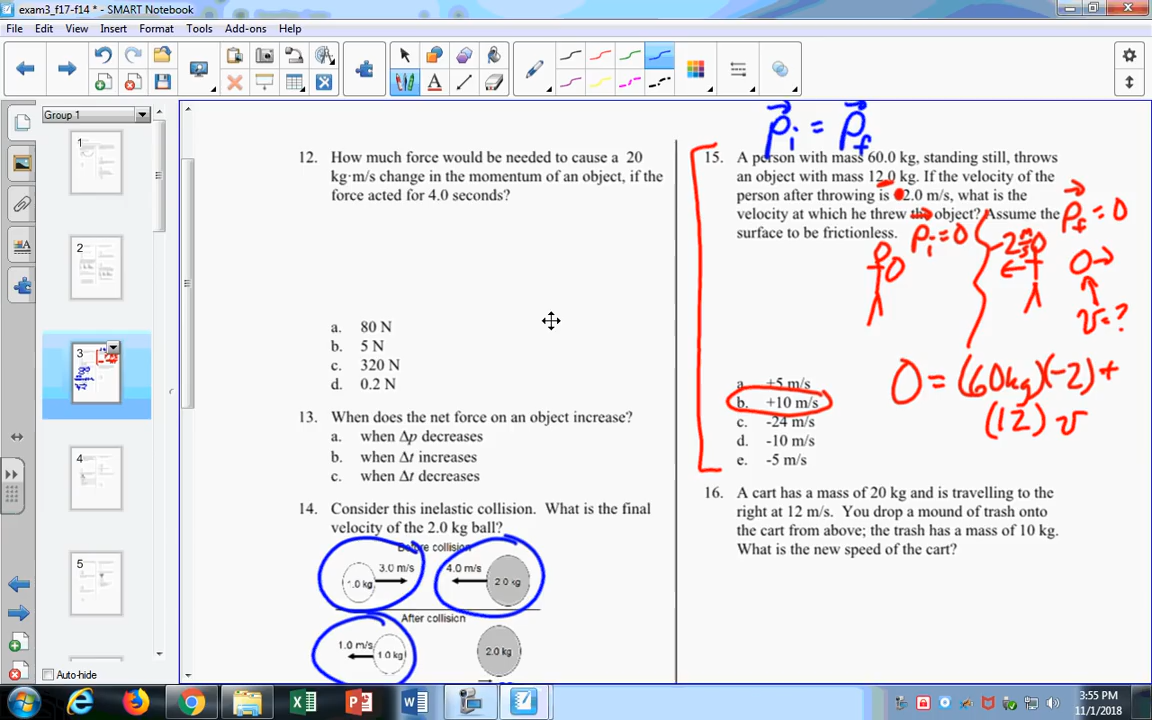 exam3_f17-f14 * - SMART Notebook
File Edit View Insert Format Tools Add-ons Help
Group 1
1
2
3
4
5
Auto-hide
12. How much force would be needed to cause a 20
kg·m/s change in the momentum of an object, if the
force acted for 4.0 seconds?
a. 80 N
b. 5 N
c. 320 N
d. 0.2 N
13. When does the net force on an object increase?
a. when Δp decreases
b. when Δt increases
c. when Δt decreases
14. Consider this inelastic collision. What is the final
velocity of the 2.0 kg ball?
Before collision
1.0 kg 3.0 m/s 4.0 m/s 2.0 kg
After collision
1.0 m/s 1.0 kg 2.0 kg
p⃗i = p⃗f
15. A person with mass 60.0 kg, standing still, throws
an object with mass 12.0 kg. If the velocity of the
person after throwing is 2.0 m/s, what is the
velocity at which he threw the object? Assume the
surface to be frictionless.
p⃗i = 0
p⃗f = 0
-2 m/s
v=?
0 = (60kg)(-2) +
(12) v
a. +5 m/s
b. +10 m/s
c. -24 m/s
d. -10 m/s
e. -5 m/s
16. A cart has a mass of 20 kg and is travelling to the
right at 12 m/s. You drop a mound of trash onto
the cart from above; the trash has a mass of 10 kg.
What is the new speed of the cart?
3:55 PM
11/1/2018